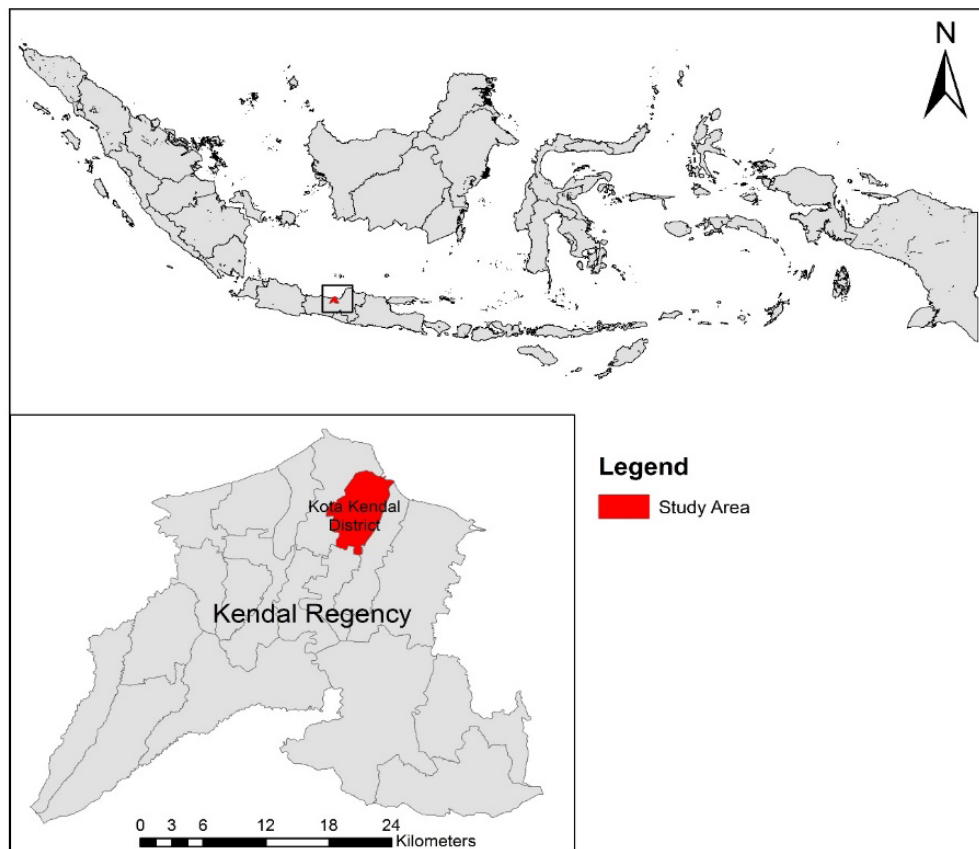 N
Legend
Study Area
Kota Kendal
District
Kendal Regency
0 3 6 12 18 24
Kilometers